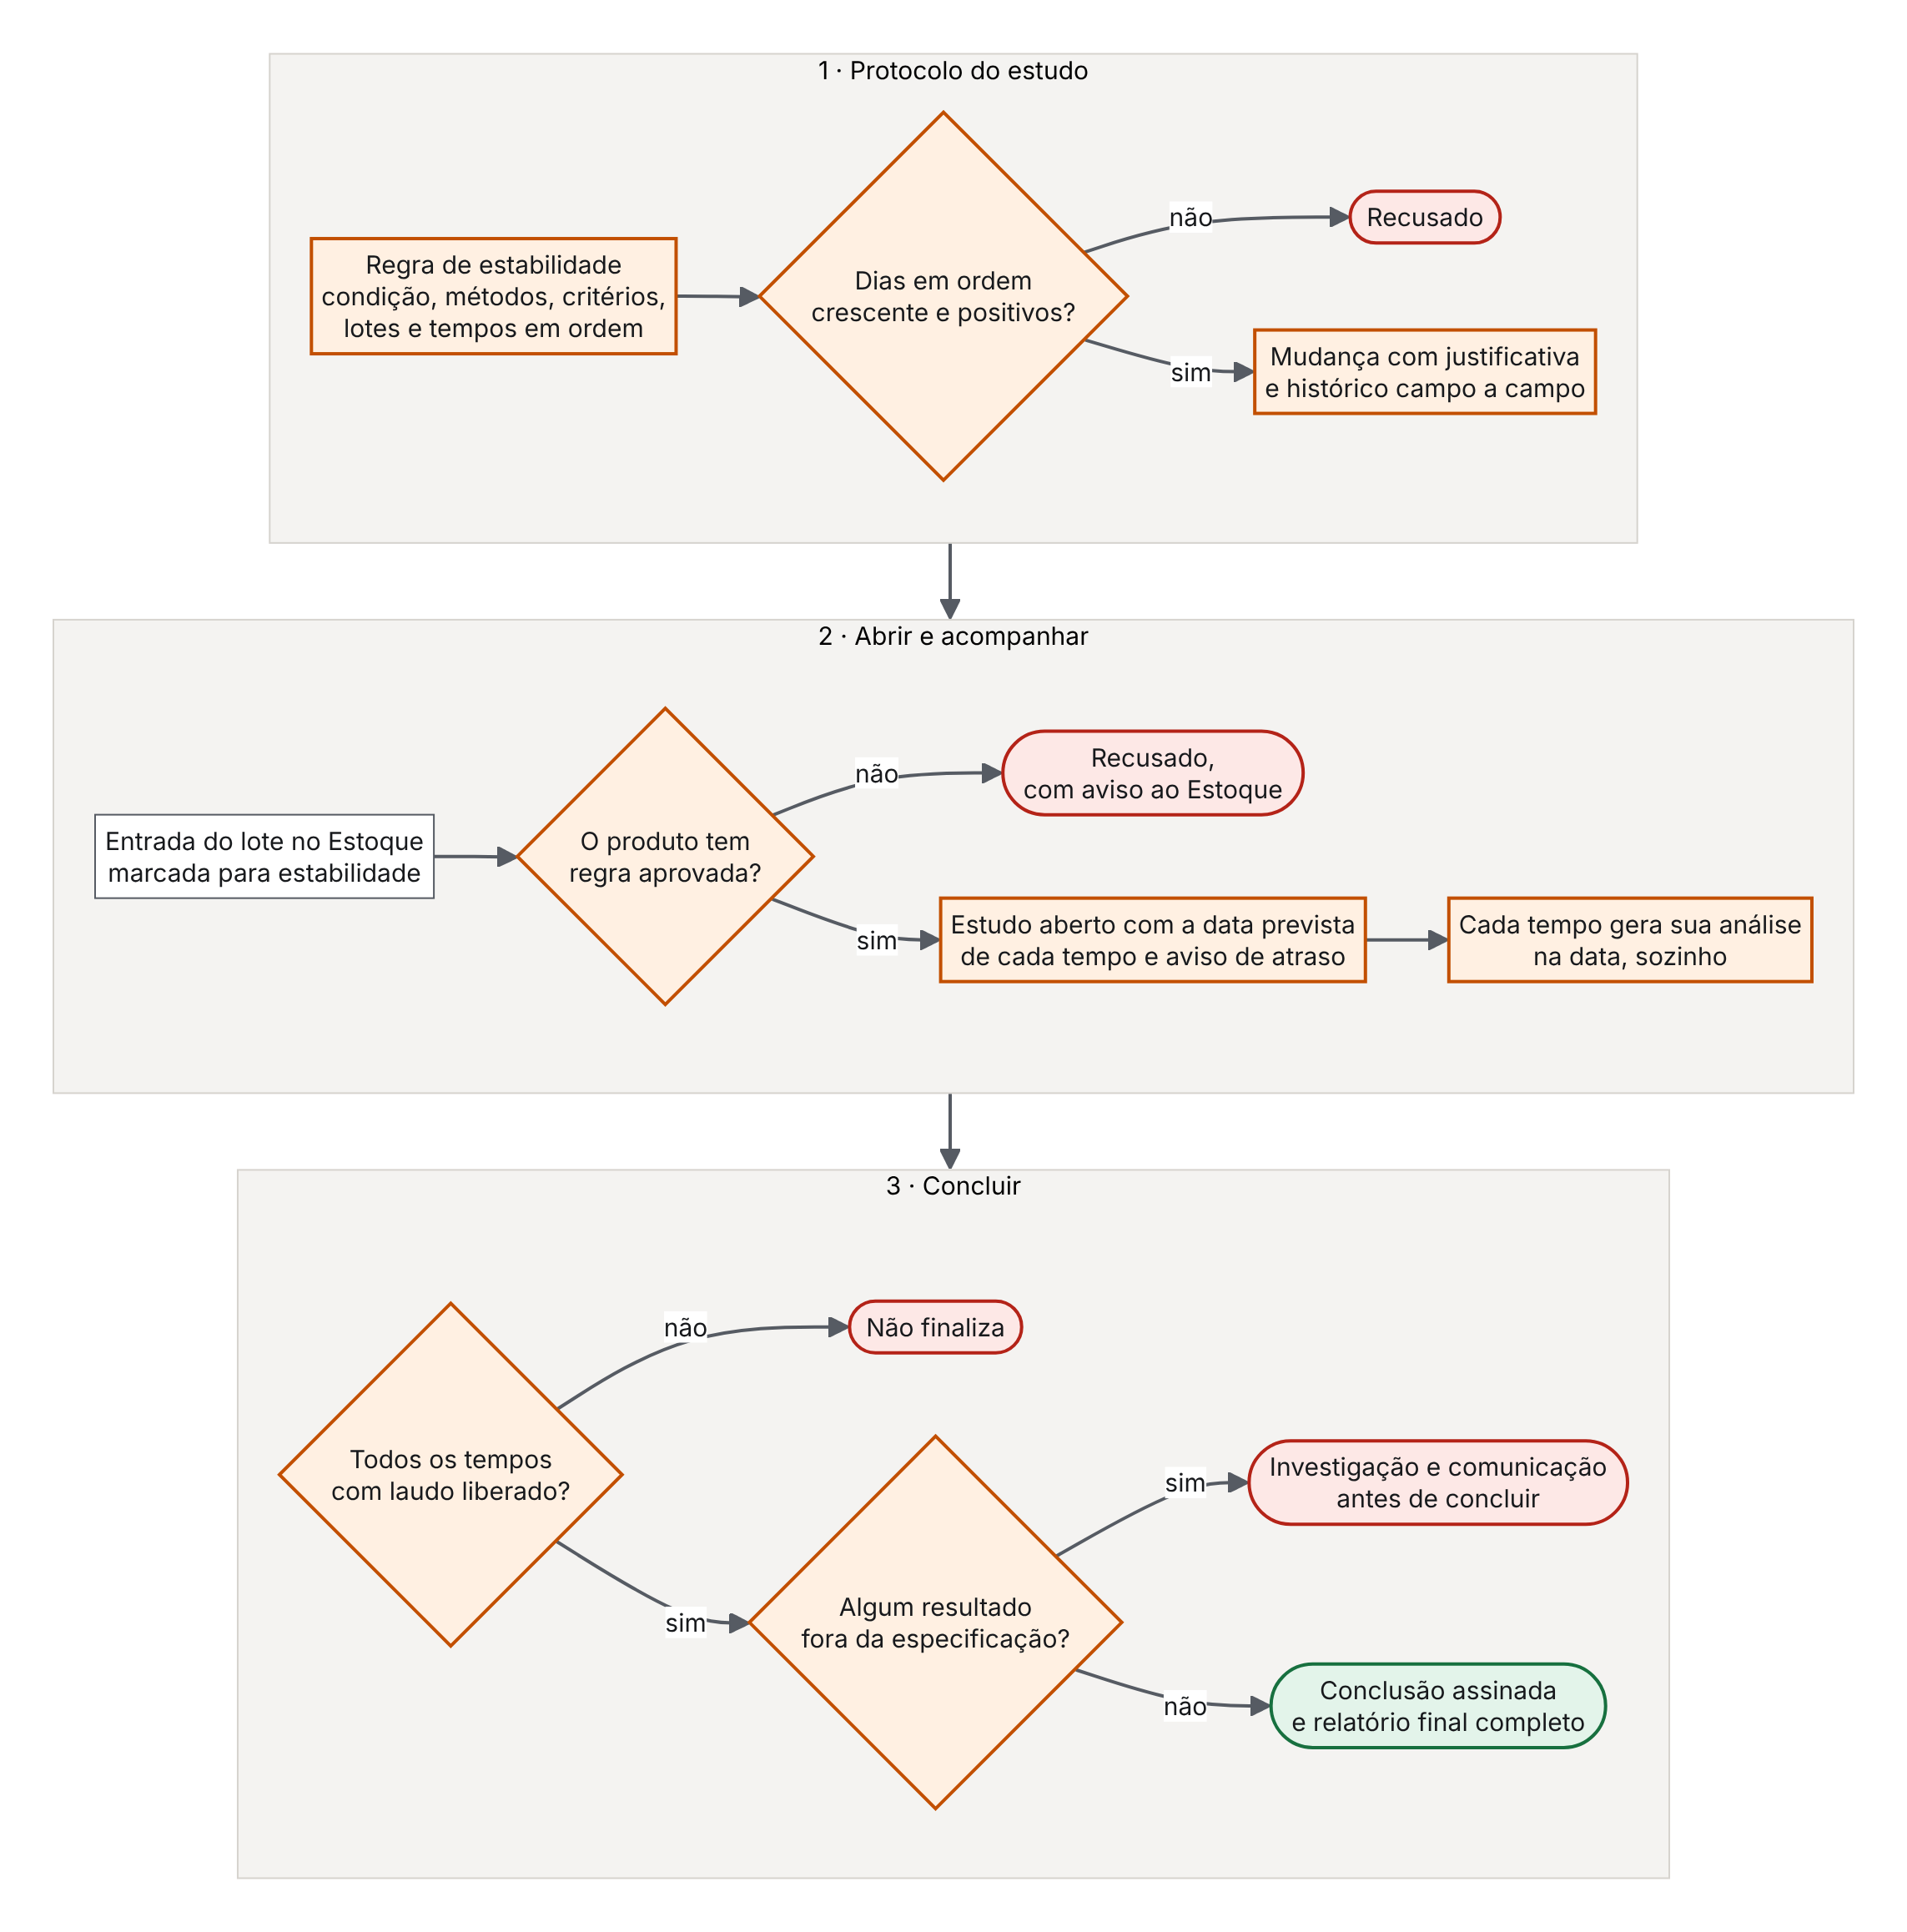 1 · Protocolo do estudo
Regra de estabilidade
condição, métodos, critérios,
lotes e tempos em ordem
Dias em ordem
crescente e positivos?
não
Recusado
sim
Mudança com justificativa
e histórico campo a campo
2 · Abrir e acompanhar
Entrada do lote no Estoque
marcada para estabilidade
O produto tem
regra aprovada?
não
Recusado,
com aviso ao Estoque
sim
Estudo aberto com a data prevista
de cada tempo e aviso de atraso
Cada tempo gera sua análise
na data, sozinho
3 · Concluir
Todos os tempos
com laudo liberado?
não
Não finaliza
sim
Algum resultado
fora da especificação?
sim
Investigação e comunicação
antes de concluir
não
Conclusão assinada
e relatório final completo